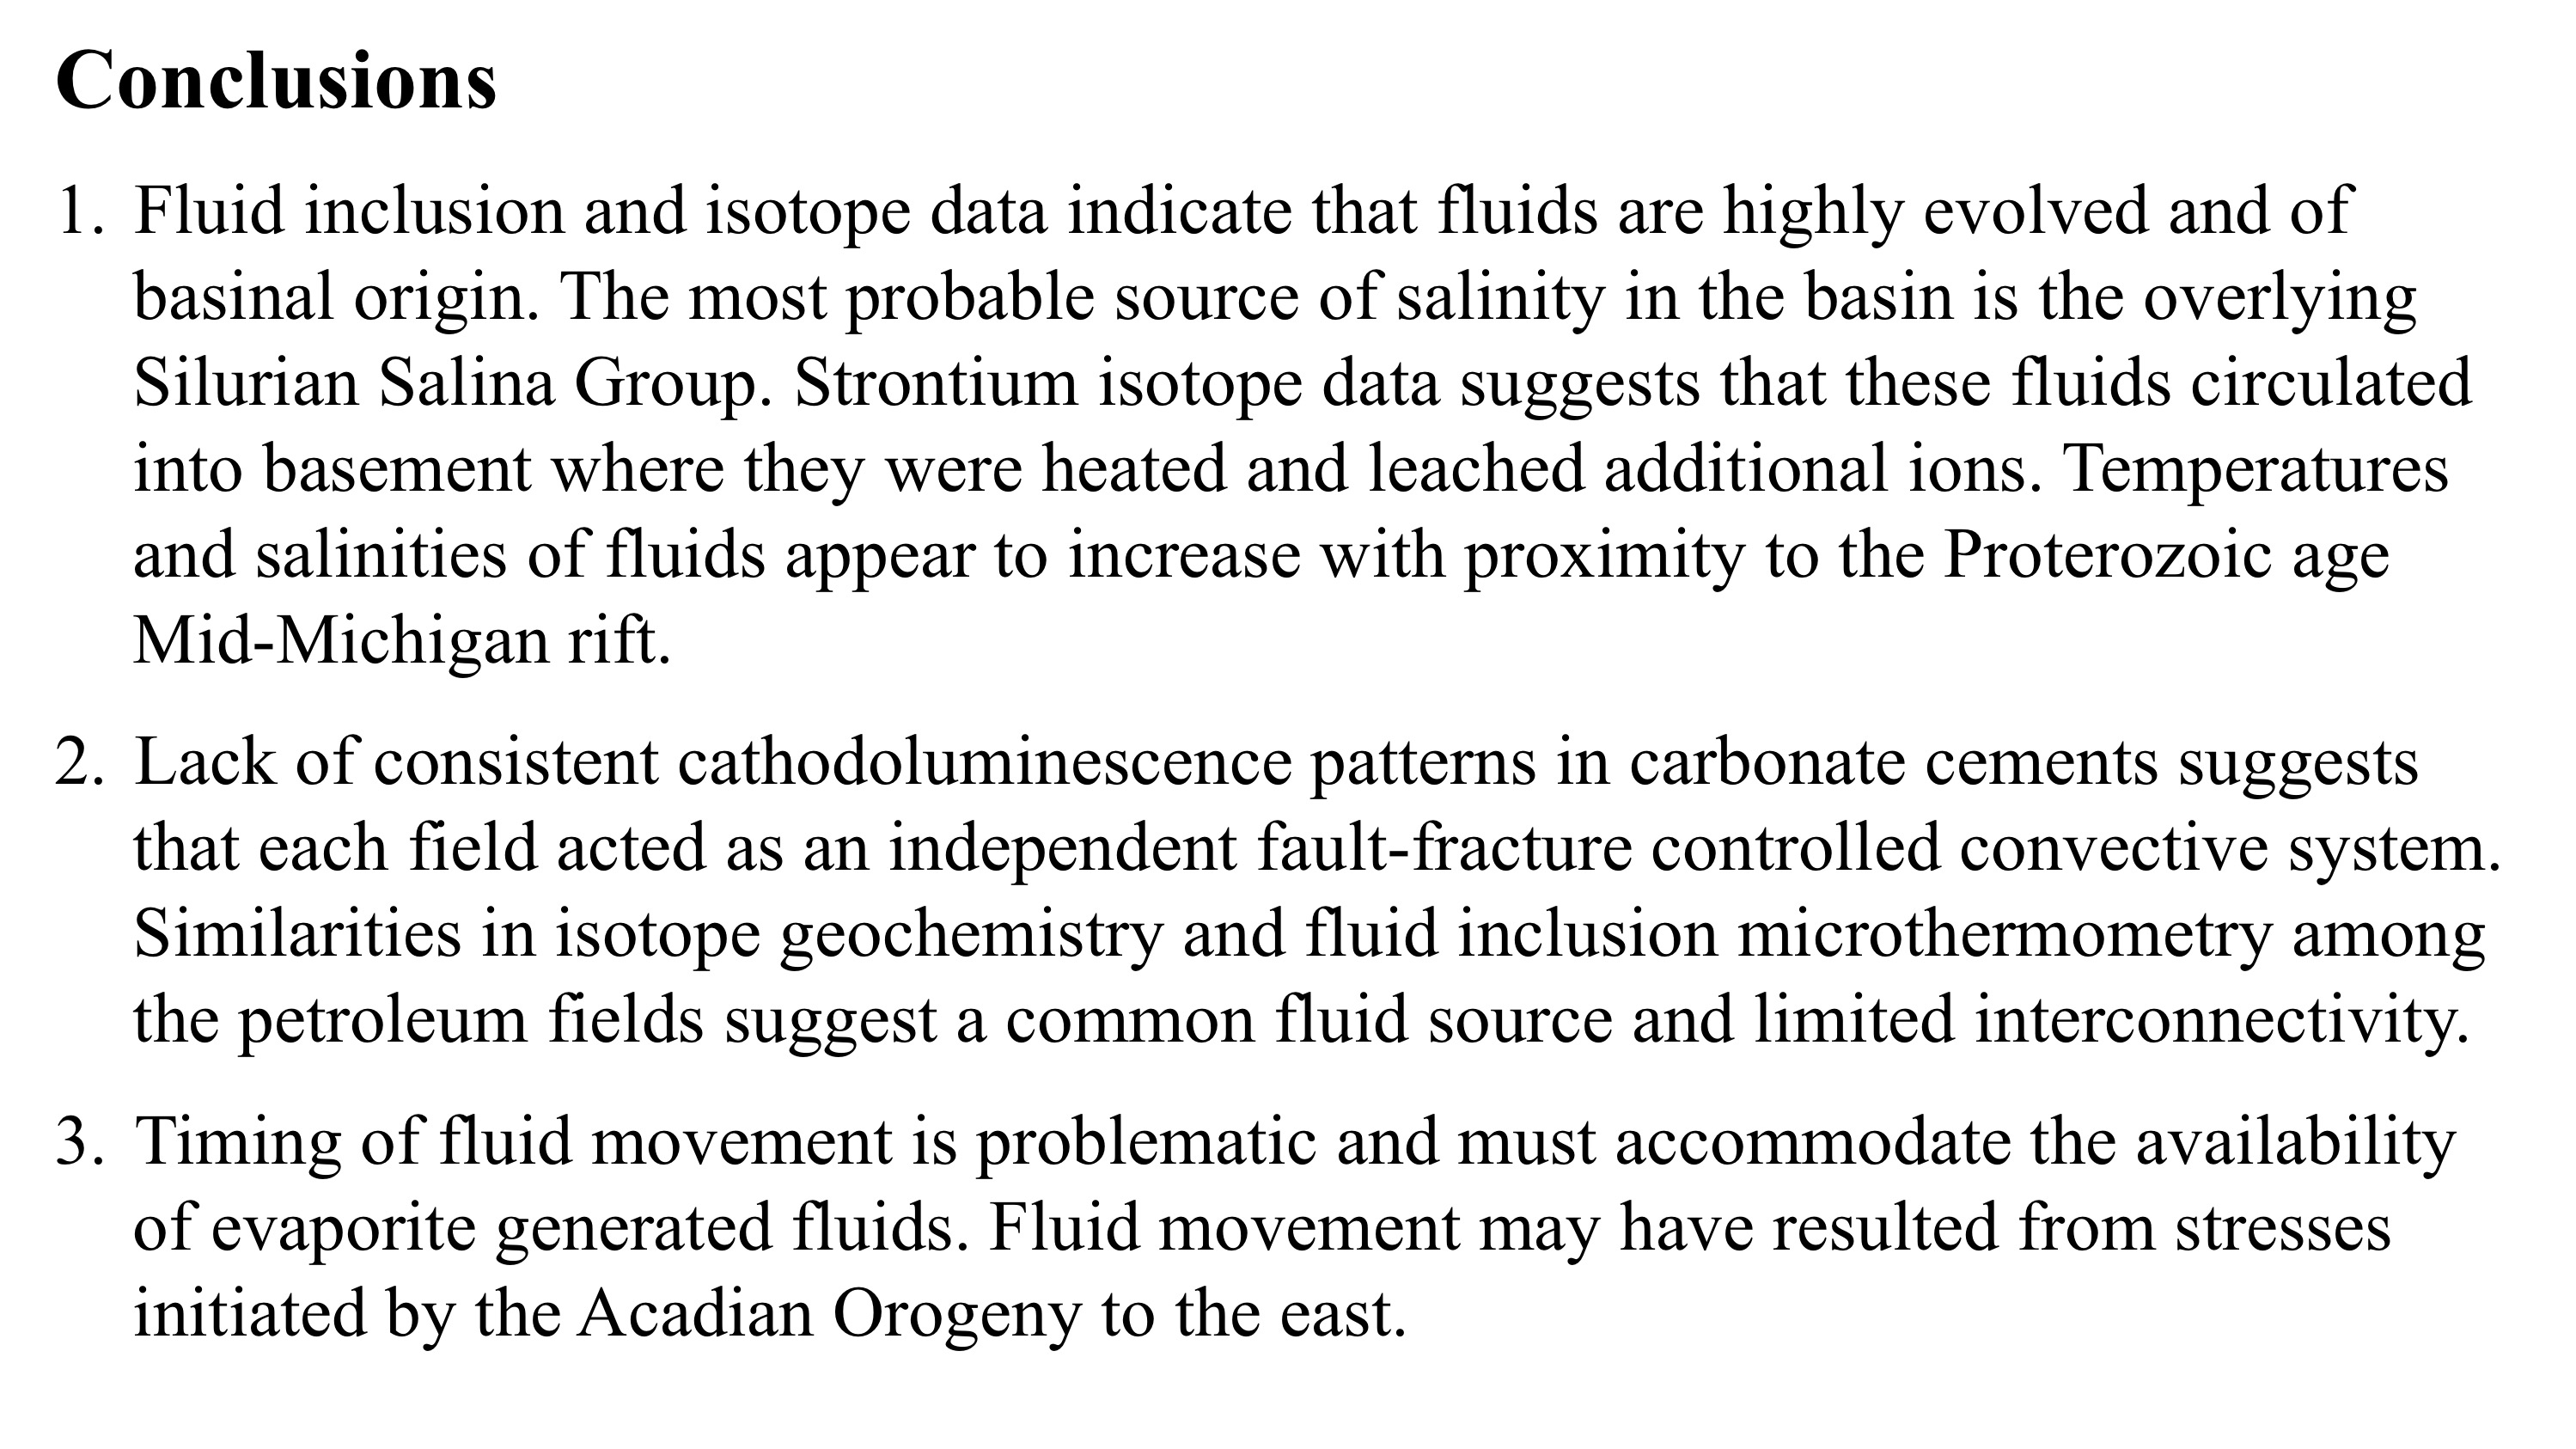 Conclusions
1. Fluid inclusion and isotope data indicate that fluids are highly evolved and of
basinal origin. The most probable source of salinity in the basin is the overlying
Silurian Salina Group. Strontium isotope data suggests that these fluids circulated
into basement where they were heated and leached additional ions. Temperatures
and salinities of fluids appear to increase with proximity to the Proterozoic age
Mid-Michigan rift.
2. Lack of consistent cathodoluminescence patterns in carbonate cements suggests
that each field acted as an independent fault-fracture controlled convective system.
Similarities in isotope geochemistry and fluid inclusion microthermometry among
the petroleum fields suggest a common fluid source and limited interconnectivity.
3. Timing of fluid movement is problematic and must accommodate the availability
of evaporite generated fluids. Fluid movement may have resulted from stresses
initiated by the Acadian Orogeny to the east.